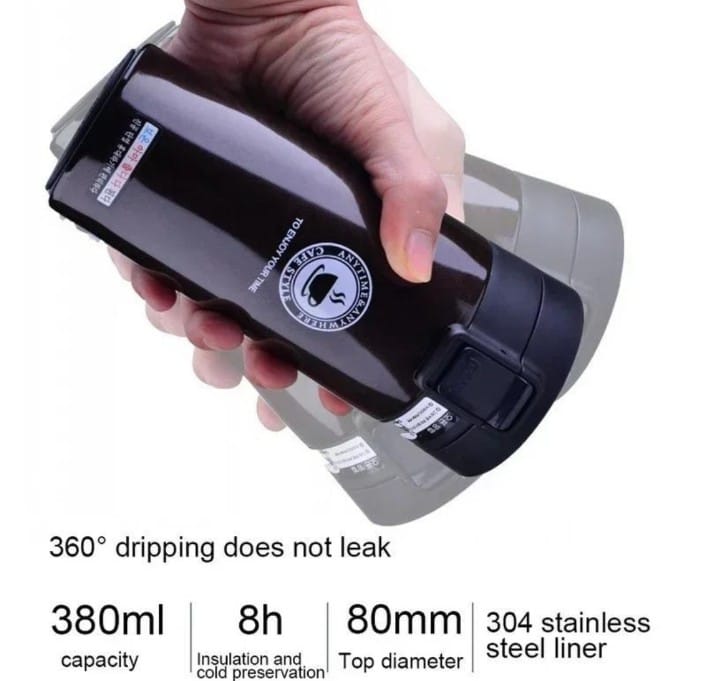 TO ENJOY YOUR TIME
ANYTIME&ANYWHERE
CAFE STYLE
360° dripping does not leak
380ml
capacity
8h
Insulation and
cold preservation
80mm
Top diameter
304 stainless
steel liner